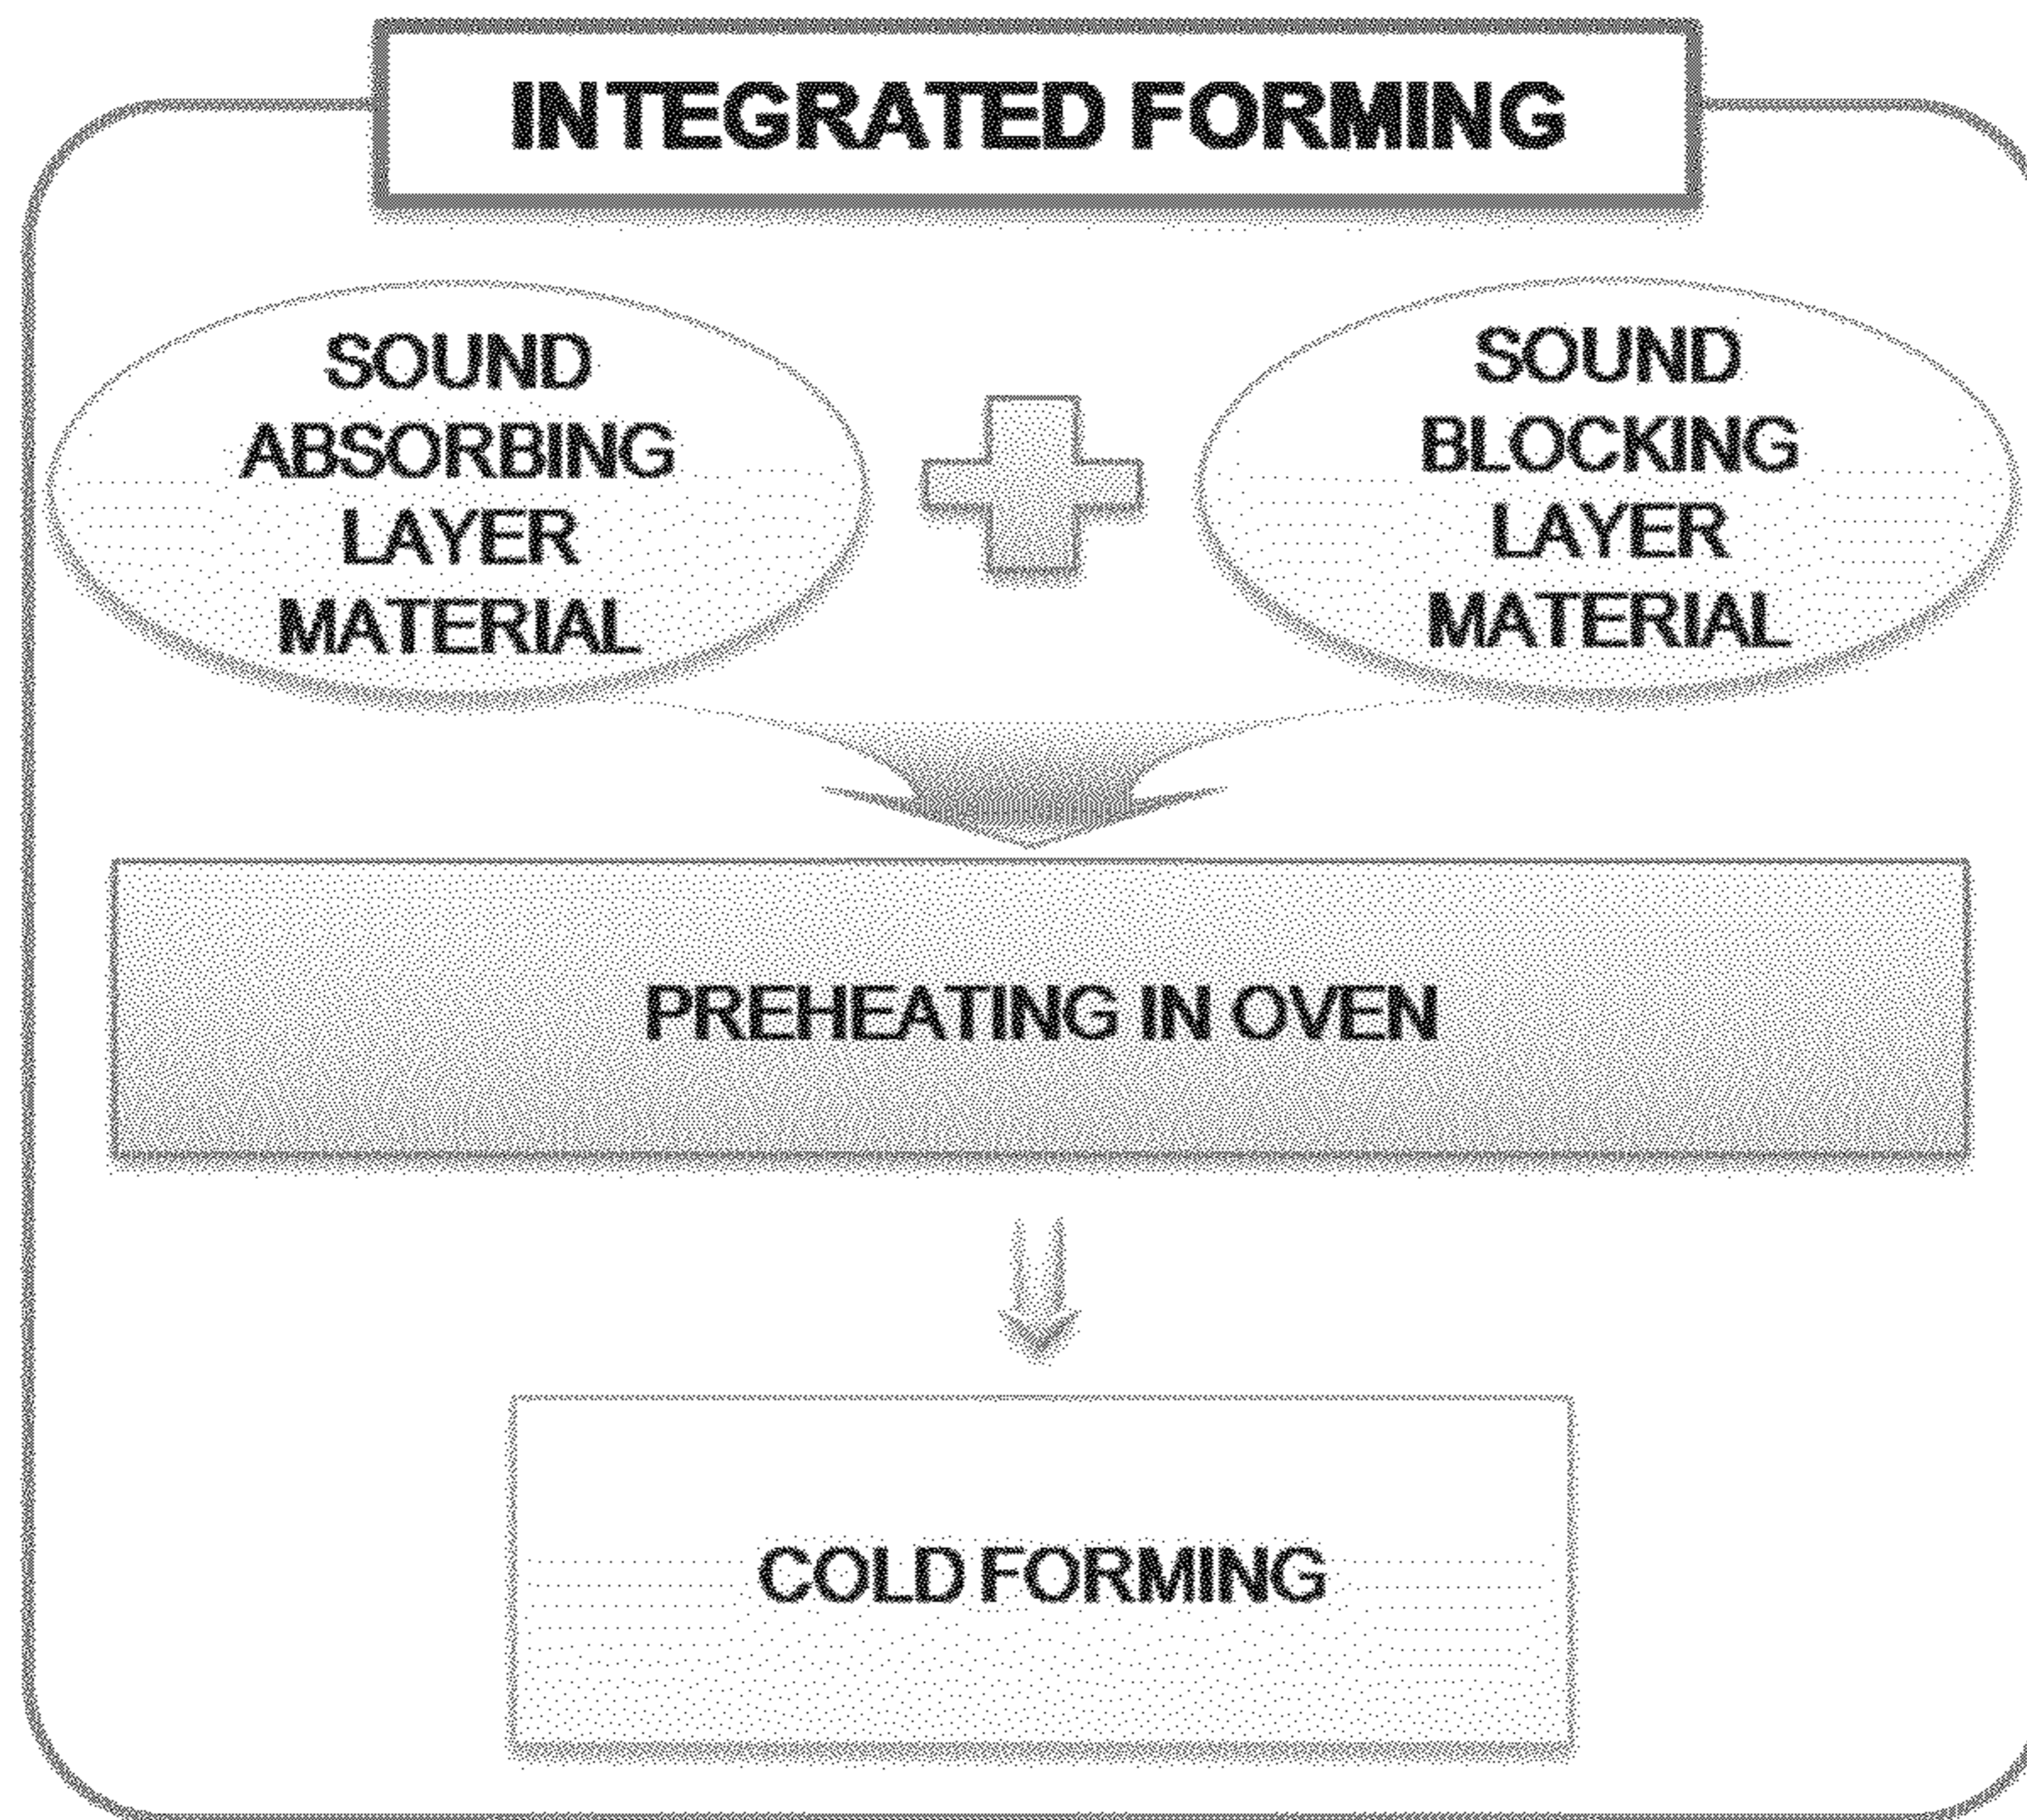 INTEGRATED FORMING
SOUND
ABSORBING
LAYER
MATERIAL
SOUND
BLOCKING
LAYER
MATERIAL
PREHEATING IN OVEN
COLD FORMING